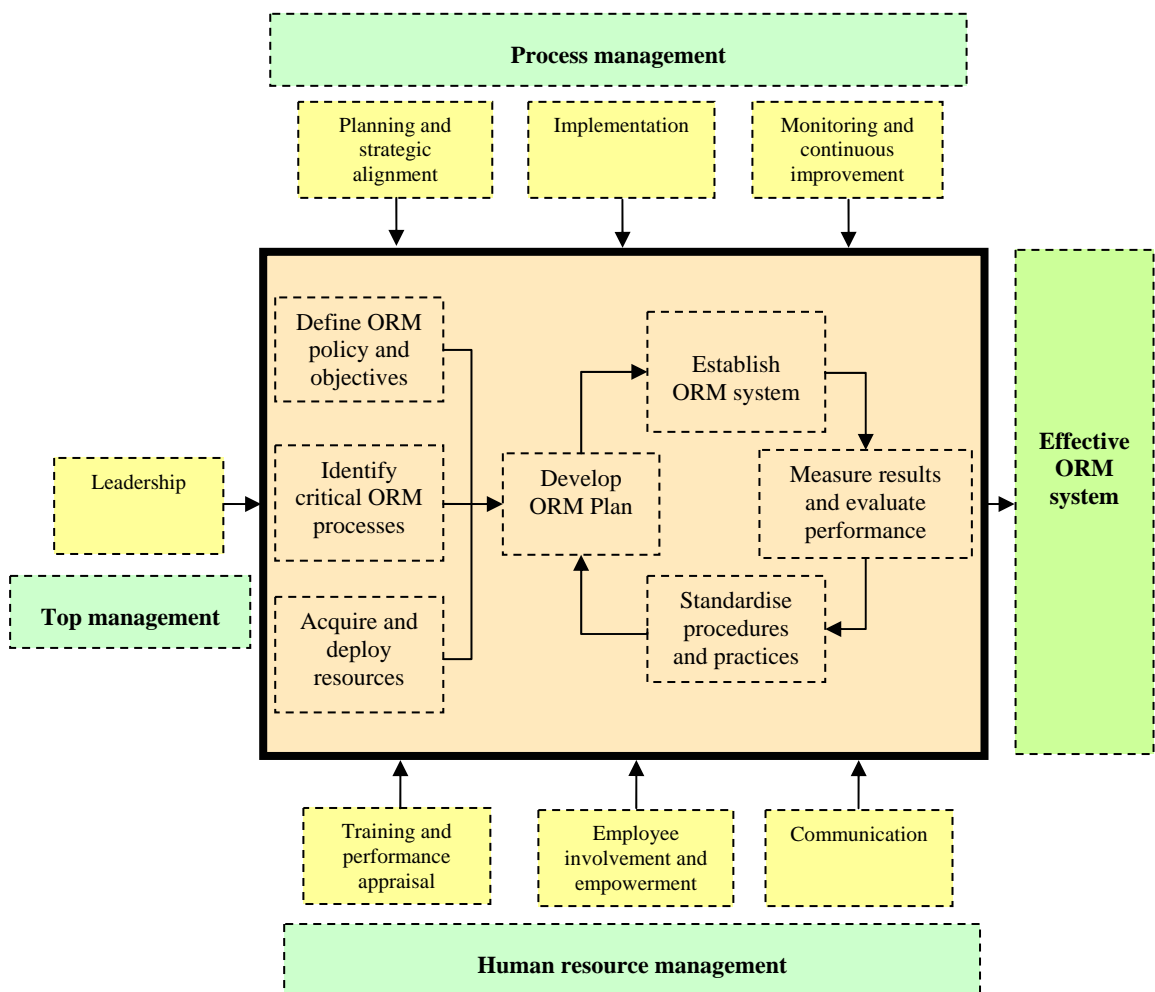 Process management
Planning and
strategic
alignment
Implementation
Monitoring and
continuous
improvement
Define ORM
policy and
objectives
Establish
ORM system
Effective
ORM
system
Leadership
Identify
critical ORM
processes
Develop
ORM Plan
Measure results
and evaluate
performance
Top management
Acquire and
deploy
resources
Standardise
procedures
and practices
Training and
performance
appraisal
Employee
involvement and
empowerment
Communication
Human resource management